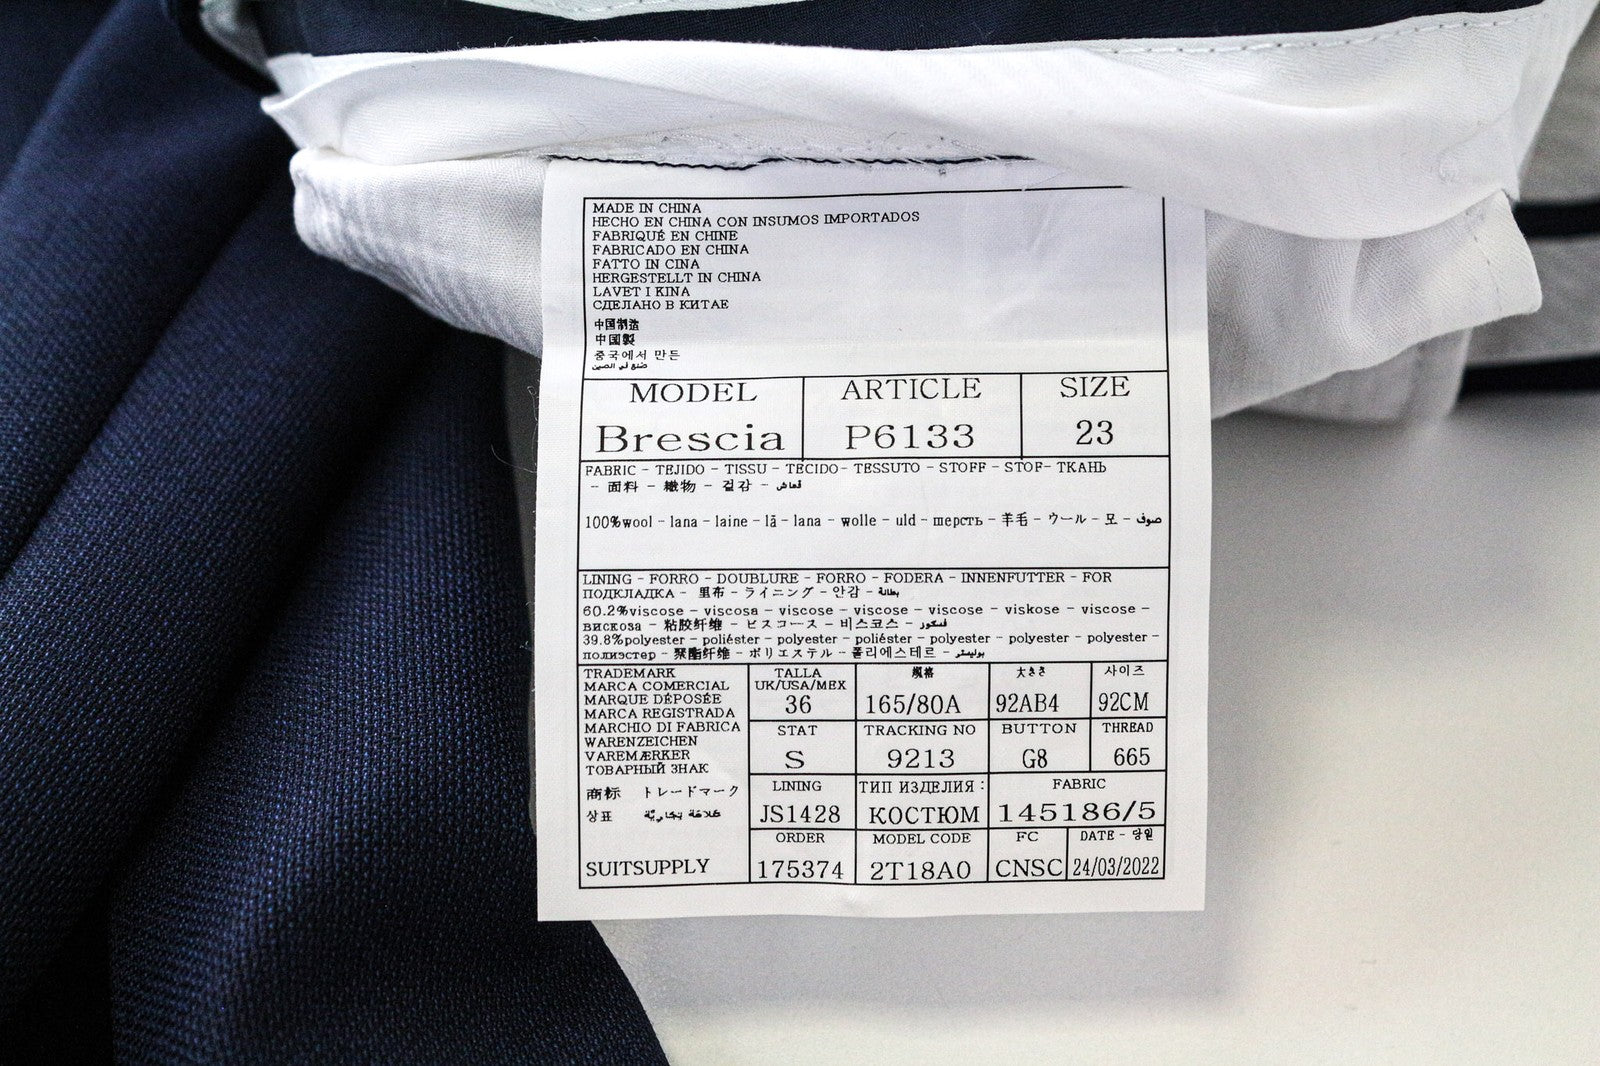 MADE IN CHINA
HECHO EN CHINA CON INSUMOS IMPORTADOS
FABRIQUÉ EN CHINE
FABRICADO EN CHINA
FATTO IN CINA
HERGESTELLT IN CHINA
LAVET I KINA
СДЕЛАНО В КИТАЕ
中国制造
中國製
중국에서 만든
صنع في الصين
MODEL ARTICLE SIZE
Brescia P6133 23
FABRIC - TEJIDO - TISSU - TECIDO- TESSUTO - STOFF - STOF- ТКАНЬ
- 面料 - 織物 - 겉감 - قماش
100%wool - lana - laine - lã - lana - wolle - uld - шерсть - 羊毛 - ウール - 모 - صوف
LINING - FORRO - DOUBLURE - FORRO - FODERA - INNENFUTTER - FOR
ПОДКЛАДКА - 里布 - ライニング - 안감 - بطانة
60.2%viscose - viscosa - viscose - viscose - viscose - viskose - viscose -
вискоза - 粘胶纤维 - ビスコース - 비스코스 - فسكوز
39.8%polyester - poliéster - polyester - poliéster - polyester - polyester - polyester -
полиэстер - 聚酯纤维 - ポリエステル - 폴리에스테르 - بوليستر
TRADEMARK
MARCA COMERCIAL
MARQUE DÉPOSÉE
MARCA REGISTRADA
MARCHIO DI FABRICA
WARENZEICHEN
VAREMÆRKER
ТОВАРНЫЙ ЗНАК
商标 トレードマーク
상표 علامة تجارية
SUITSUPPLY
TALLA UK/USA/MEX 規格 大きさ 사이즈
36 165/80A 92AB4 92CM
STAT TRACKING NO BUTTON THREAD
S 9213 G8 665
LINING ТИП ИЗДЕЛИЯ: FABRIC
JS1428 КОСТЮМ 145186/5
ORDER MODEL CODE FC DATE - 당일
175374 2T18A0 CNSC 24/03/2022